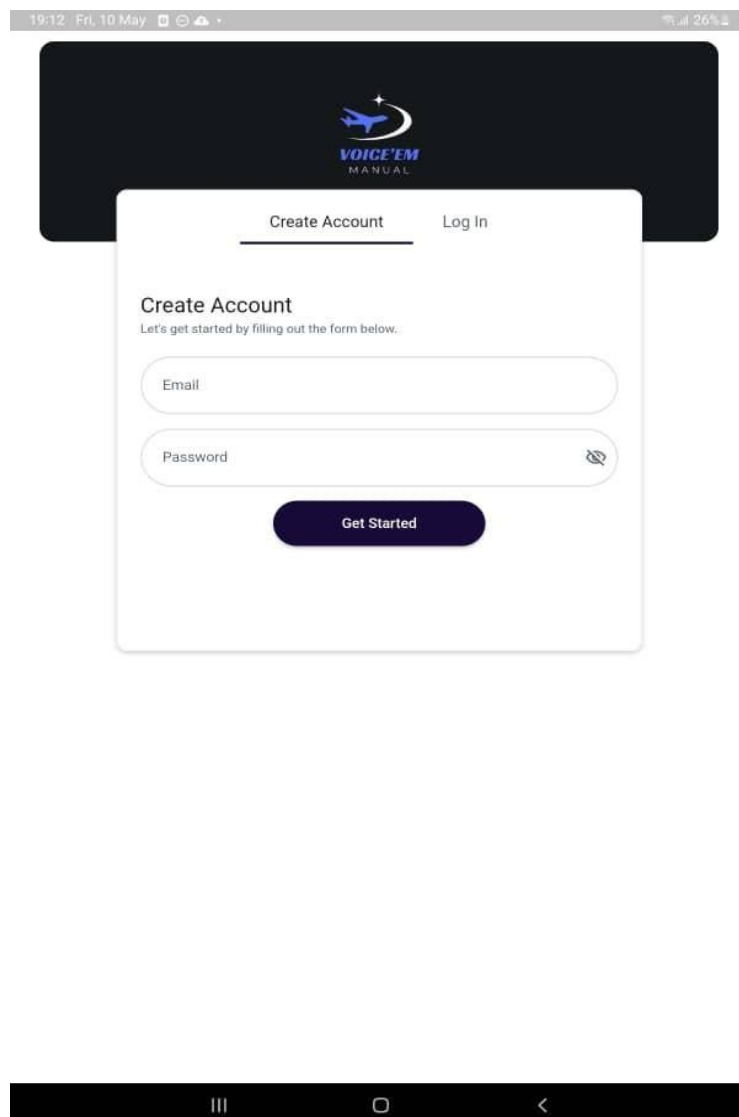 19:12 Fri, 10 May 26%
VOICE'EM
MANUAL
Create Account Log In
Create Account
Let's get started by filling out the form below.
Email
Password
Get Started